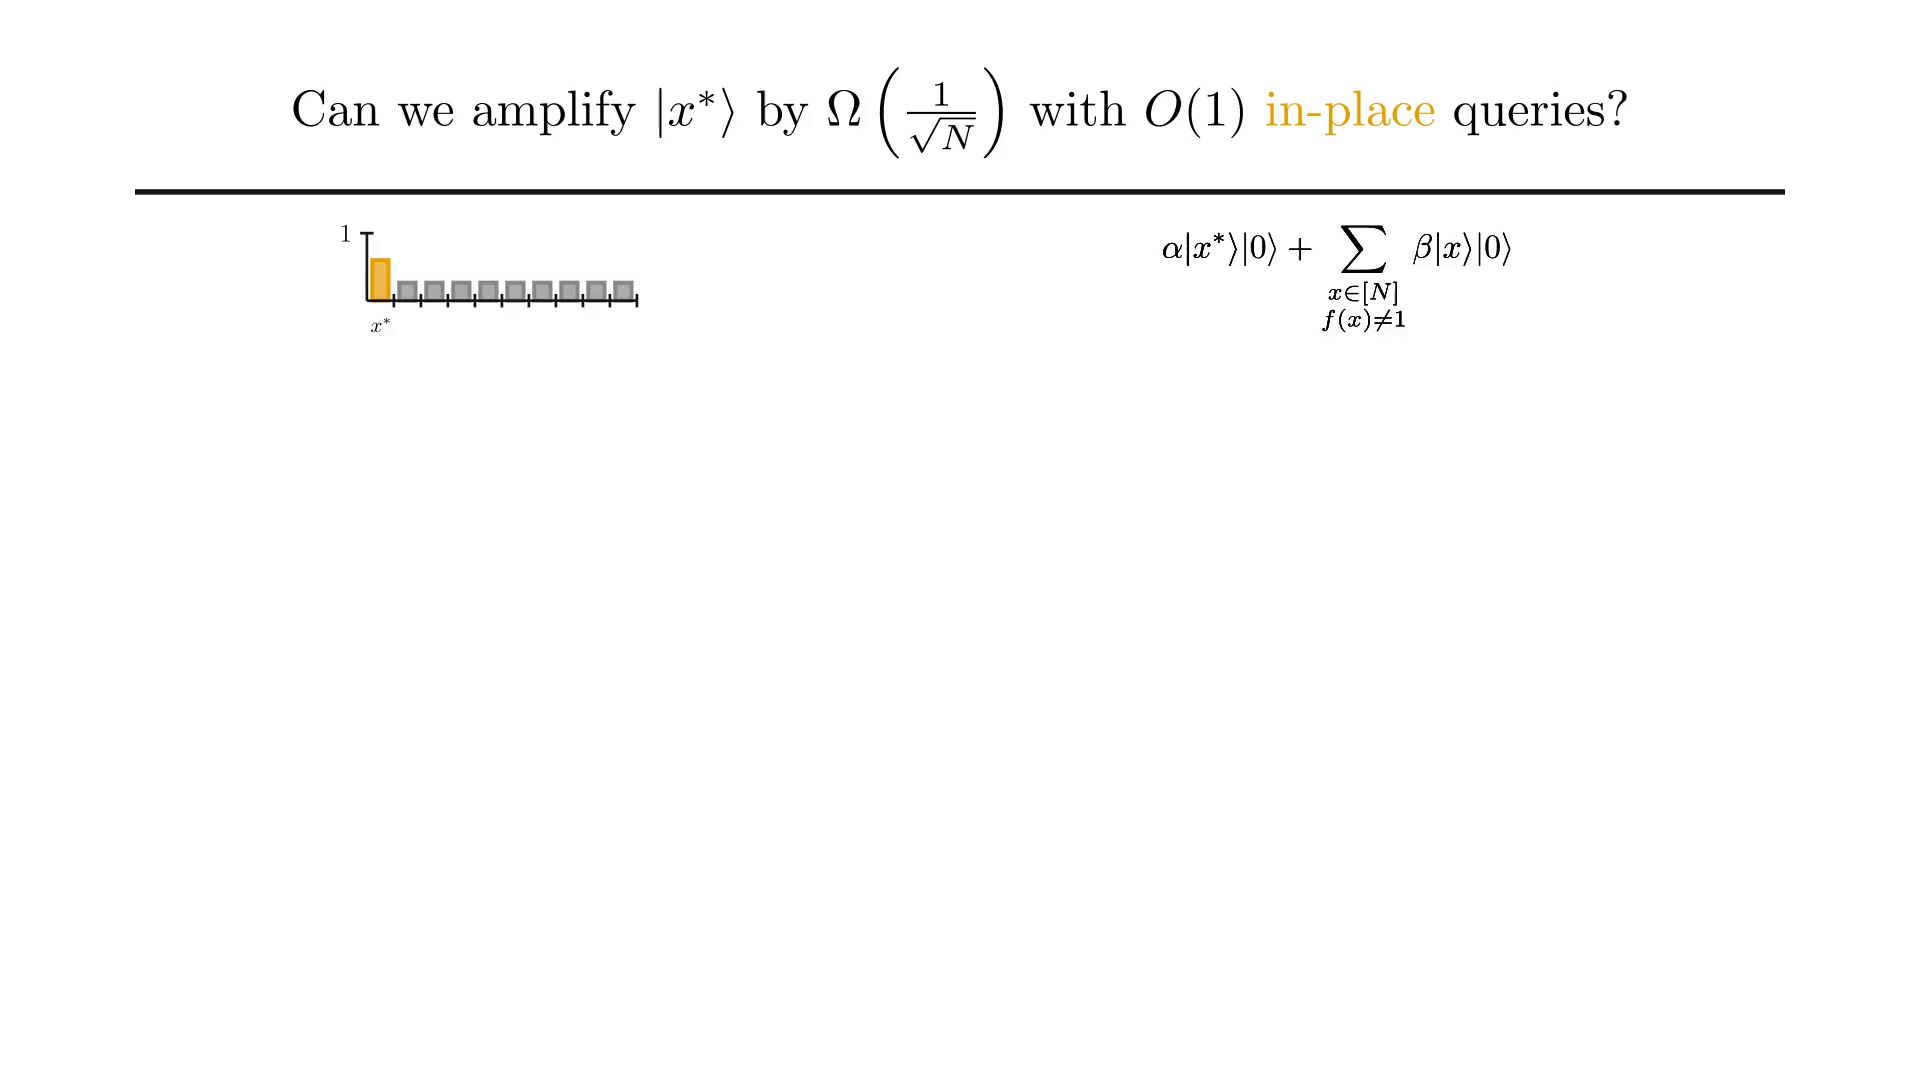 Can we amplify |x*⟩ by Ω(1/√N) with O(1) in-place queries?
1
x*
α|x*⟩|0⟩ + ∑ β|x⟩|0⟩
x∈[N]
f(x)≠1